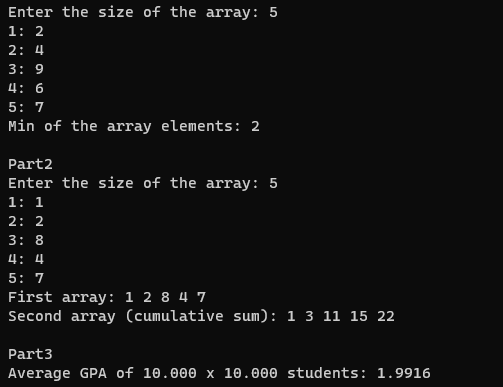 Enter the size of the array: 5
1: 2
2: 4
3: 9
4: 6
5: 7
Min of the array elements: 2
Part2
Enter the size of the array: 5
1: 1
2: 2
3: 8
4: 4
5: 7
First array: 1 2 8 4 7
Second array (cumulative sum): 1 3 11 15 22
Part3
Average GPA of 10.000 x 10.000 students: 1.9916